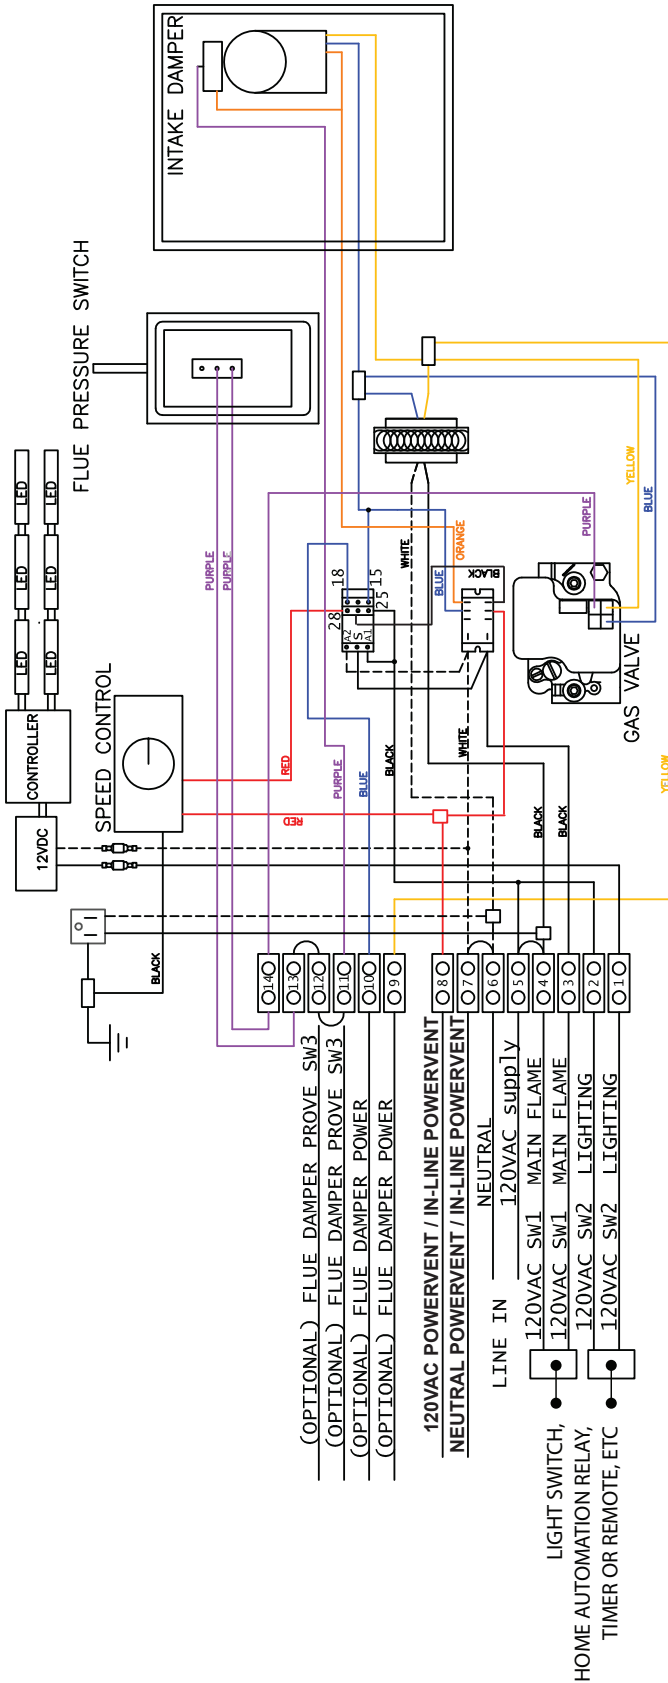 INTAKE DAMPER
FLUE PRESSURE SWITCH
LED
LED
LED
LED
LED
LED
CONTROLLER
12VDC
SPEED CONTROL
PURPLE
PURPLE
18
15
28
25
A2
S
A1
WHITE
ORANGE
BLUE
BLACK
PURPLE
YELLOW
BLUE
GAS VALVE
RED
RED
PURPLE
BLUE
BLACK
WHITE
BLACK
BLACK
YELLOW
BLACK
14
13
12
11
10
9
8
7
6
5
4
3
2
1
(OPTIONAL) FLUE DAMPER PROVE SW3
(OPTIONAL) FLUE DAMPER PROVE SW3
(OPTIONAL) FLUE DAMPER POWER
(OPTIONAL) FLUE DAMPER POWER
120VAC POWERVENT / IN-LINE POWERVENT
NEUTRAL POWERVENT / IN-LINE POWERVENT
LINE IN
NEUTRAL
120VAC supply
120VAC SW1 MAIN FLAME
120VAC SW1 MAIN FLAME
120VAC SW2 LIGHTING
120VAC SW2 LIGHTING
LIGHT SWITCH,
HOME AUTOMATION RELAY,
TIMER OR REMOTE, ETC